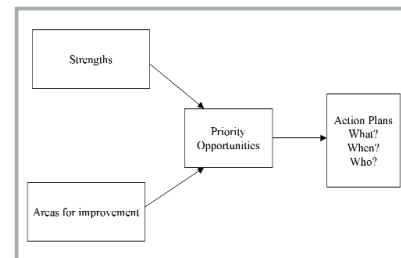 Strengths
Priority
Opportunities
Action Plans
What?
When?
Who?
Areas for improvement